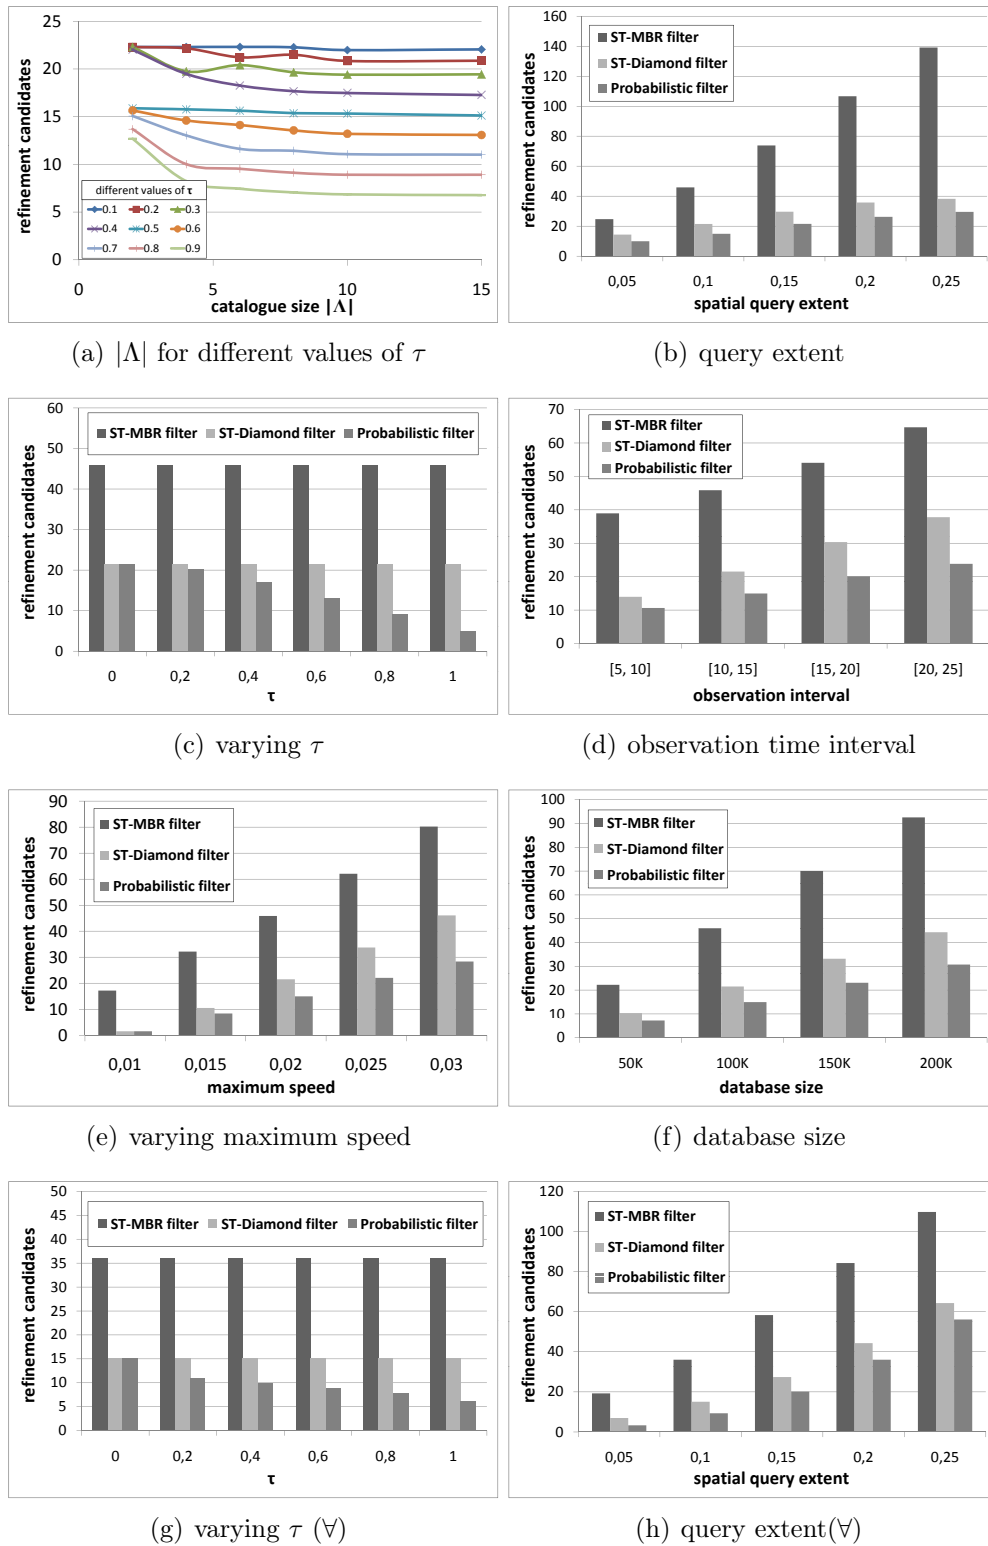 25
20
15
10
5
0
refinement candidates
different values of τ
0.1 0.2 0.3
0.4 0.5 0.6
0.7 0.8 0.9
0 5 10 15
catalogue size |Λ|
(a) |Λ| for different values of τ
160
140
120
100
80
60
40
20
0
refinement candidates
ST-MBR filter
ST-Diamond filter
Probabilistic filter
0,05 0,1 0,15 0,2 0,25
spatial query extent
(b) query extent
60
50
40
30
20
10
0
refinement candidates
ST-MBR filter ST-Diamond filter Probabilistic filter
0 0,2 0,4 0,6 0,8 1
τ
(c) varying τ
70
60
50
40
30
20
10
0
refinement candidates
ST-MBR filter
ST-Diamond filter
Probabilistic filter
[5, 10] [10, 15] [15, 20] [20, 25]
observation interval
(d) observation time interval
90
80
70
60
50
40
30
20
10
0
refinement candidates
ST-MBR filter
ST-Diamond filter
Probabilistic filter
0,01 0,015 0,02 0,025 0,03
maximum speed
(e) varying maximum speed
100
90
80
70
60
50
40
30
20
10
0
refinement candidates
ST-MBR filter
ST-Diamond filter
Probabilistic filter
50K 100K 150K 200K
database size
(f) database size
50
45
40
35
30
25
20
15
10
5
0
refinement candidates
ST-MBR filter ST-Diamond filter Probabilistic filter
0 0,2 0,4 0,6 0,8 1
τ
(g) varying τ (∀)
120
100
80
60
40
20
0
refinement candidates
ST-MBR filter
ST-Diamond filter
Probabilistic filter
0,05 0,1 0,15 0,2 0,25
spatial query extent
(h) query extent(∀)